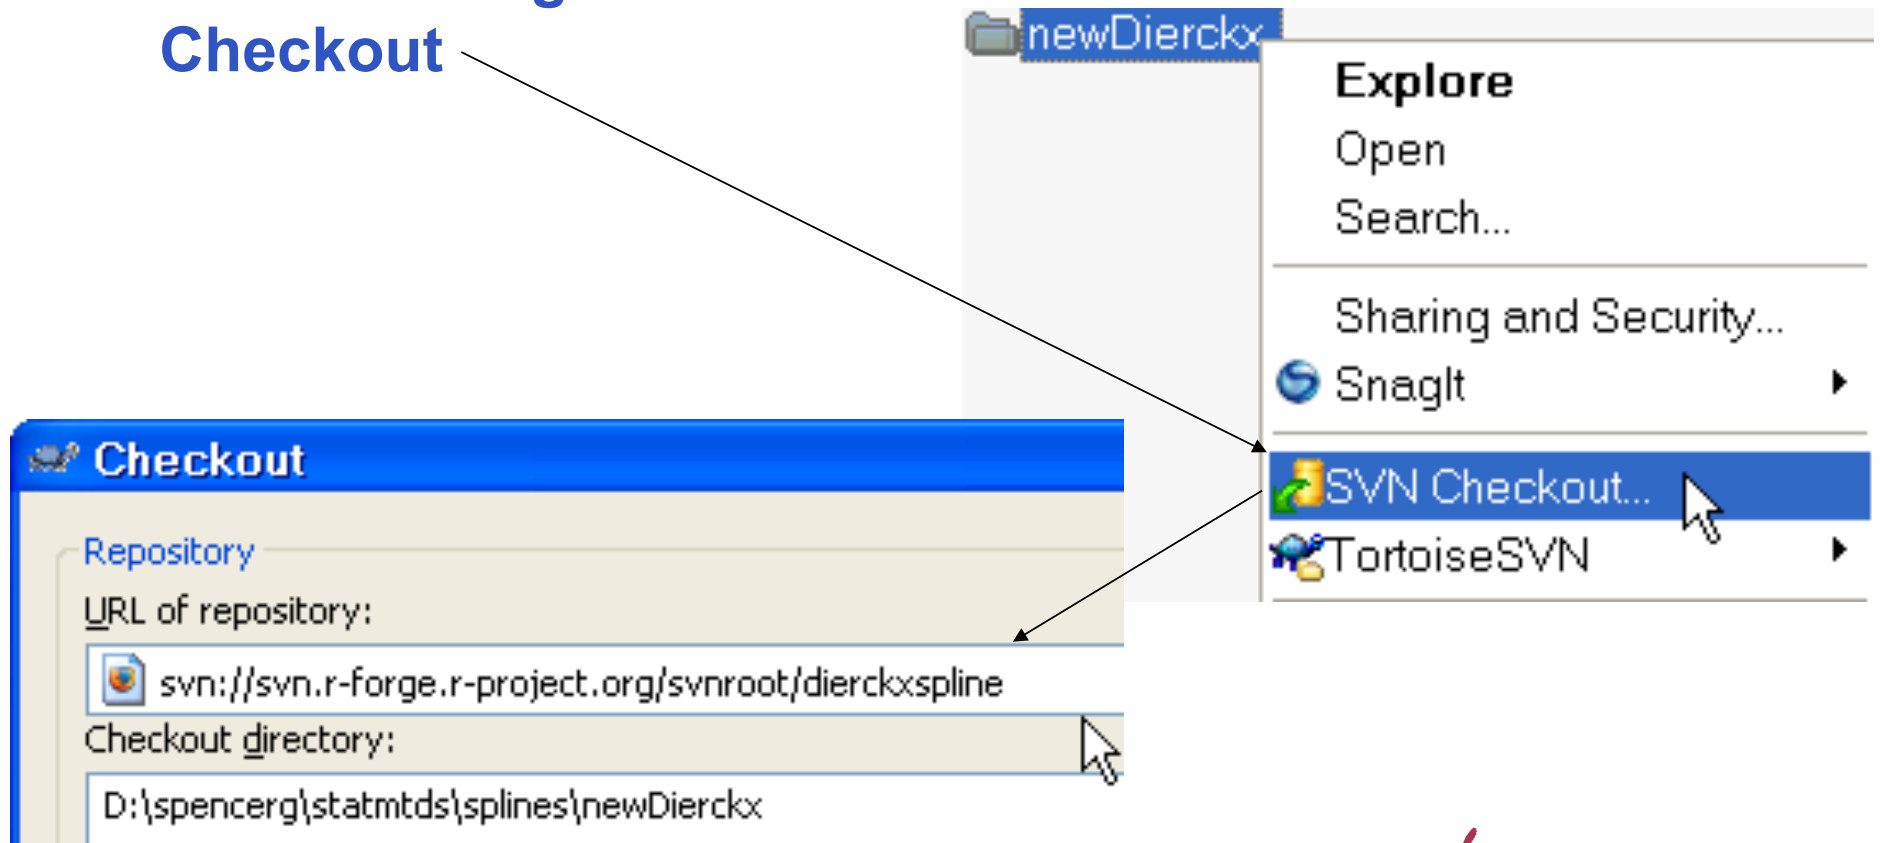 Checkout
newDierckx
Explore
Open
Search...
Sharing and Security...
SnagIt
SVN Checkout...
TortoiseSVN
Checkout
Repository
URL of repository:
svn://svn.r-forge.r-project.org/svnroot/dierckxspline
Checkout directory:
D:\spencerg\statmtds\splines\newDierckx